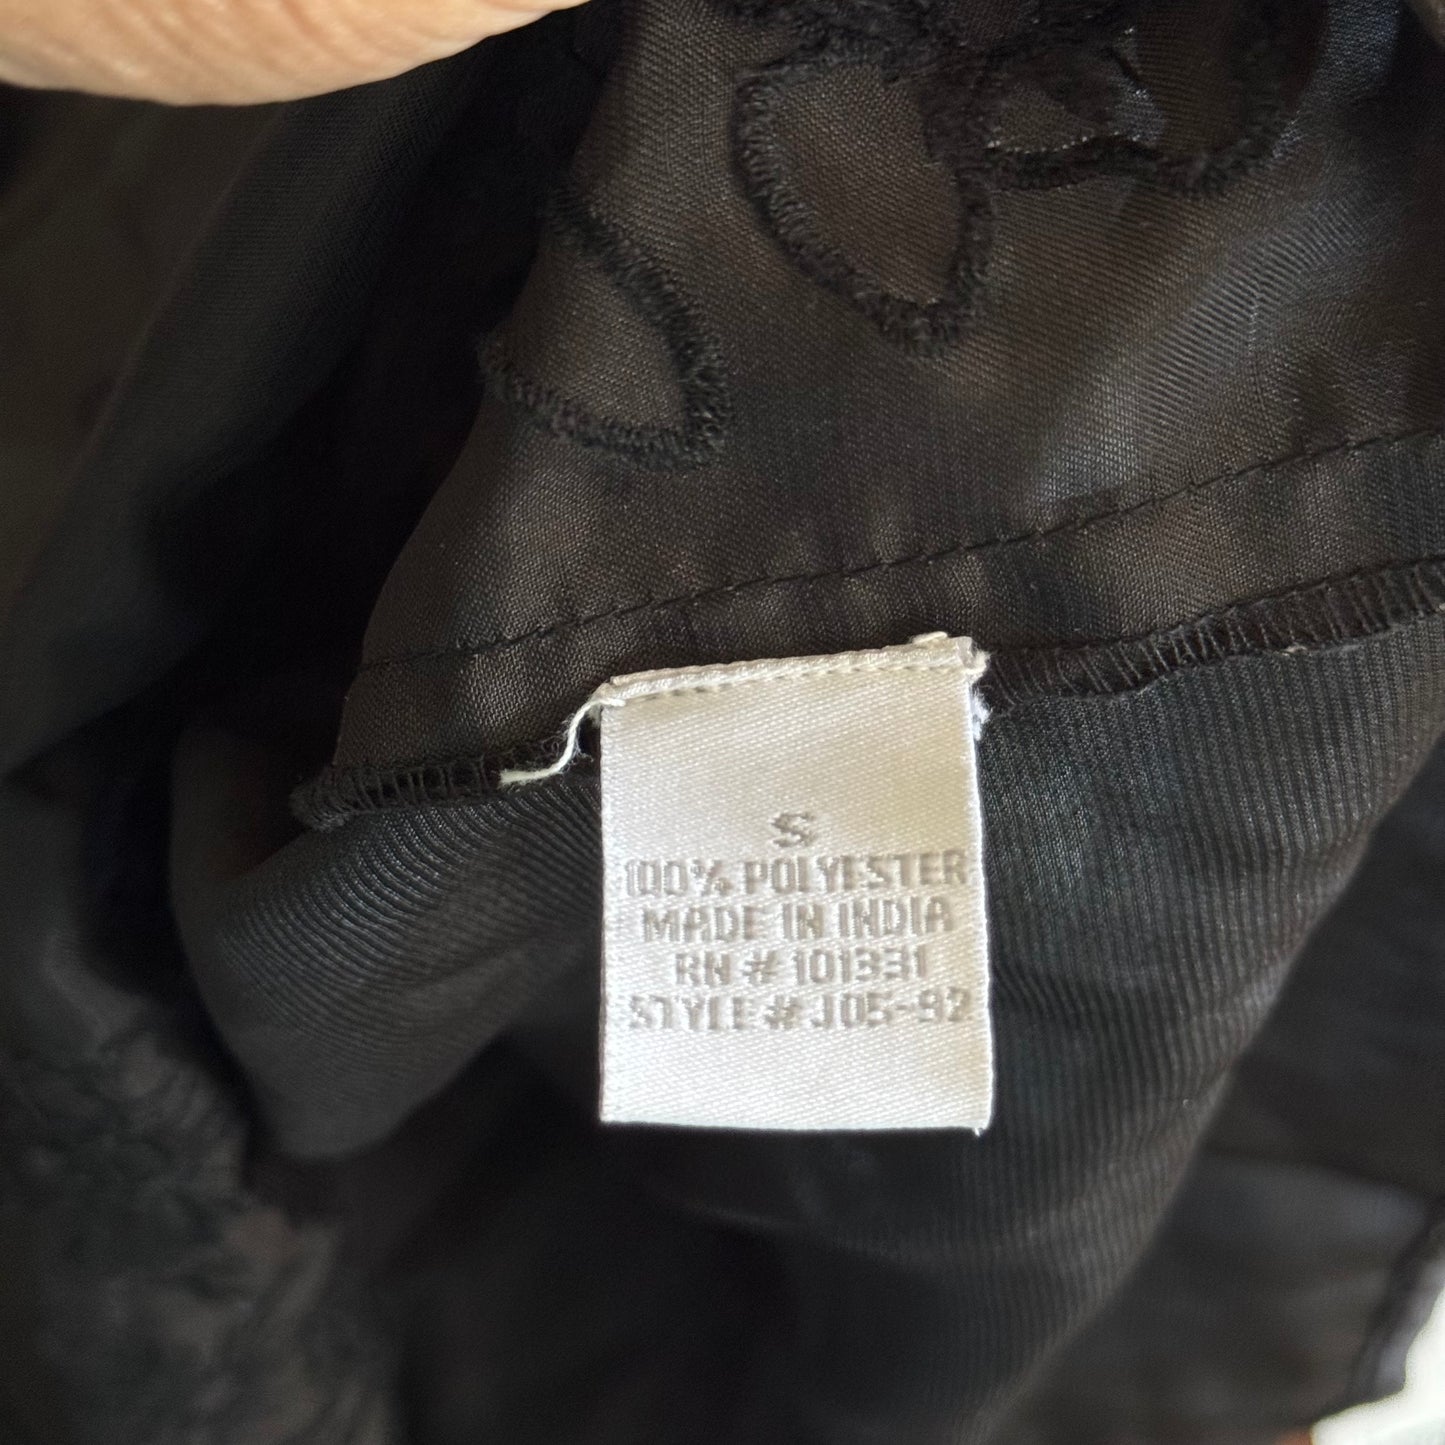 S
100% POLYESTER
MADE IN INDIA
RN # 101331
STYLE # J05-92